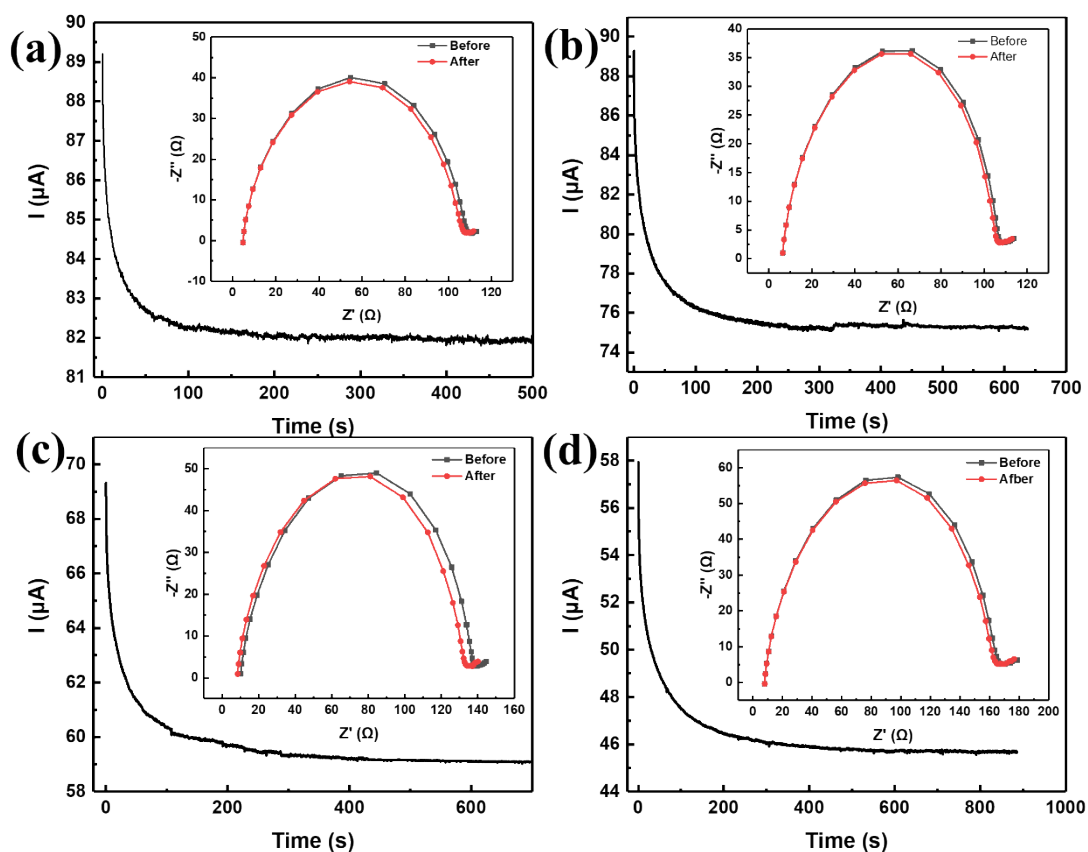 (a)
90
89
88
87
86
85
84
83
82
81
I (µA)
0 100 200 300 400 500
Time (s)
50
40
30
20
10
0
-10
-Z'' (Ω)
0 20 40 60 80 100 120
Z' (Ω)
Before
After
(b)
90
87
84
81
78
75
I (µA)
0 100 200 300 400 500 600 700
Time (s)
40
35
30
25
20
15
10
5
0
-Z'' (Ω)
0 20 40 60 80 100 120
Z' (Ω)
Before
After
(c)
70
68
66
64
62
60
58
I (µA)
0 200 400 600
Time (s)
50
40
30
20
10
0
-Z'' (Ω)
0 20 40 60 80 100 120 140 160
Z' (Ω)
Before
After
(d)
58
56
54
52
50
48
46
44
I (µA)
0 200 400 600 800 1000
Time (s)
60
50
40
30
20
10
0
-Z'' (Ω)
0 20 40 60 80 100 120 140 160 180 200
Z' (Ω)
Before
Afber